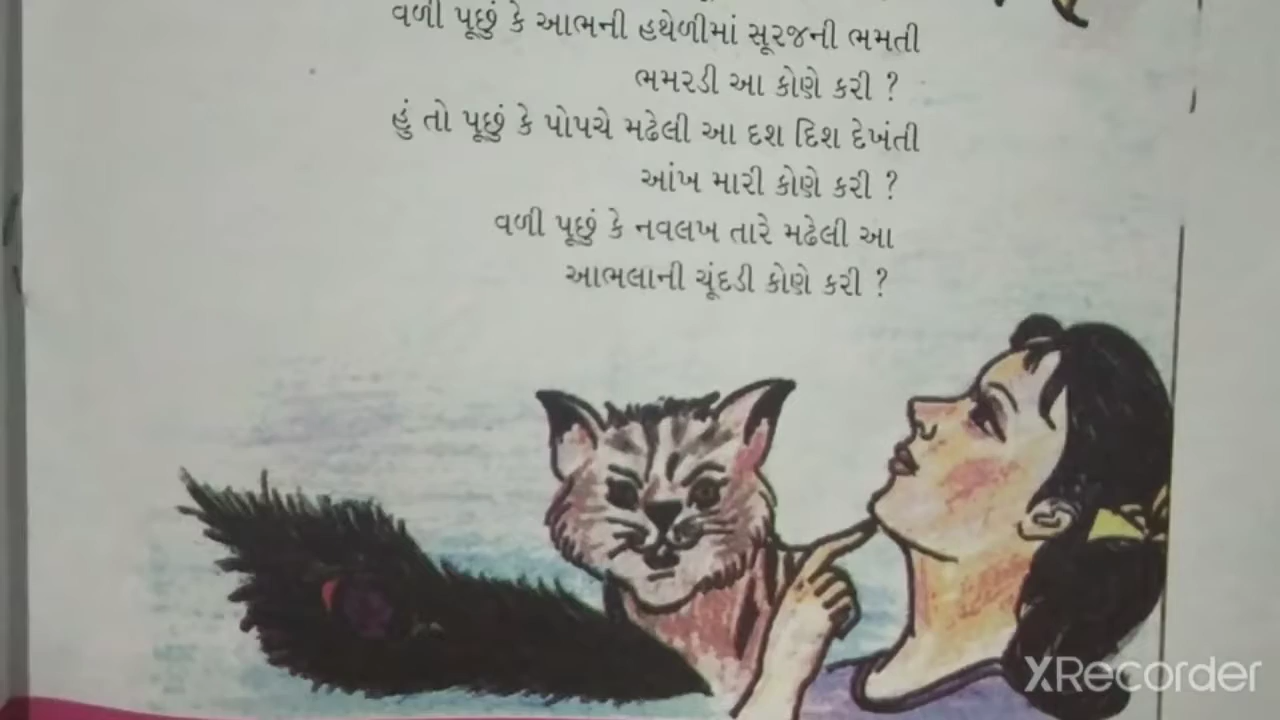 વળી પૂછું કે આભની હથેળીમાં સૂરજની ભમતી
ભમરડી આ કોણે કરી ?
હું તો પૂછું કે પોપચે મઢેલી આ દશ દિશ દેખંતી
આંખ મારી કોણે કરી ?
વળી પૂછું કે નવલખ તારે મઢેલી આ
આભલાની ચૂંદડી કોણે કરી ?
XRecorder